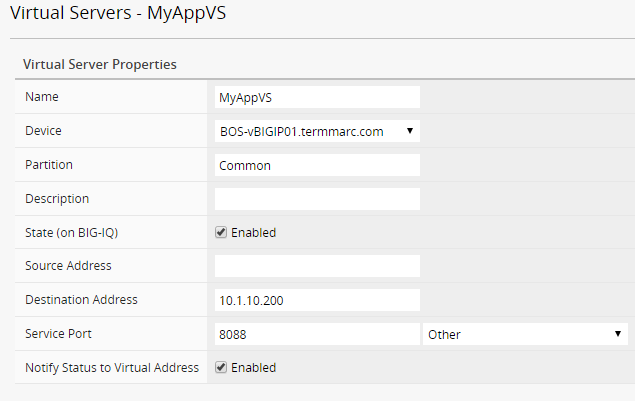 Virtual Servers - MyAppVS
Virtual Server Properties
Name MyAppVS
Device BOS-vBIGIP01.termmarc.com
Partition Common
Description
State (on BIG-IQ) Enabled
Source Address
Destination Address 10.1.10.200
Service Port 8088 Other
Notify Status to Virtual Address Enabled